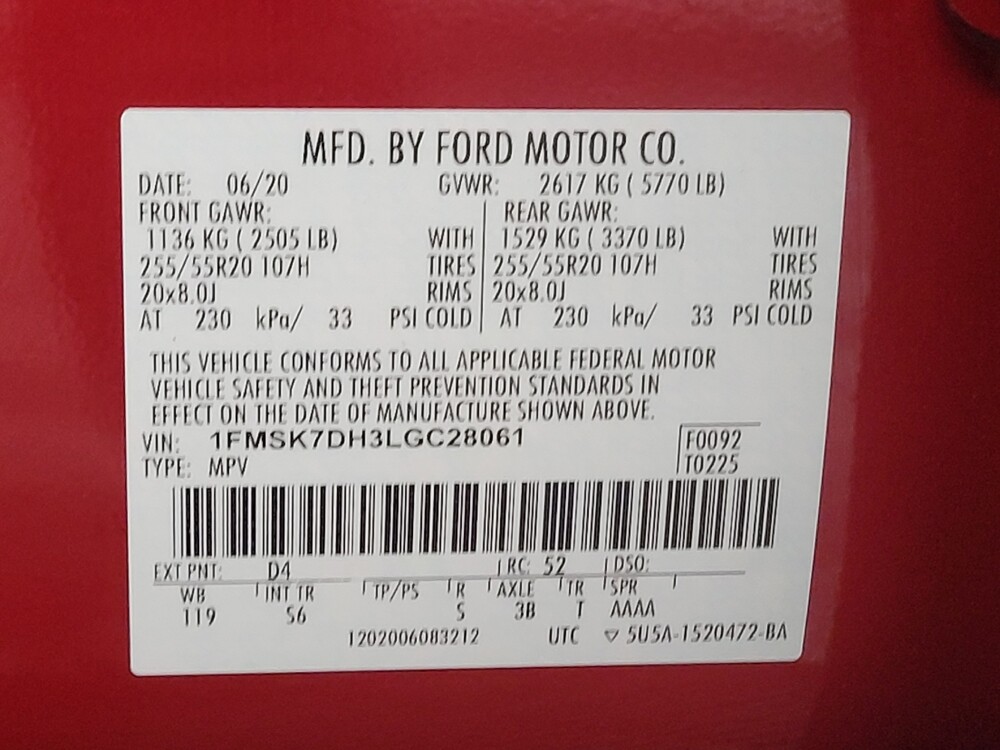 MFD. BY FORD MOTOR CO.
DATE: 06/20 GVWR: 2617 KG ( 5770 LB)
FRONT GAWR: REAR GAWR:
1136 KG ( 2505 LB) WITH 1529 KG ( 3370 LB) WITH
255/55R20 107H TIRES 255/55R20 107H TIRES
20x8.0J RIMS 20x8.0J RIMS
AT 230 kPa/ 33 PSI COLD AT 230 kPa/ 33 PSI COLD
THIS VEHICLE CONFORMS TO ALL APPLICABLE FEDERAL MOTOR
VEHICLE SAFETY AND THEFT PREVENTION STANDARDS IN
EFFECT ON THE DATE OF MANUFACTURE SHOWN ABOVE.
VIN: 1FMSK7DH3LGC28061 F0092
TYPE: MPV T0225
EXT PNT: D4 RC: 52 DSO:
WB INT TR TP/PS R AXLE TR SPR
119 S6 S 3B T AAAA
1202006083212 UTC ▽ 5U5A-1520472-BA